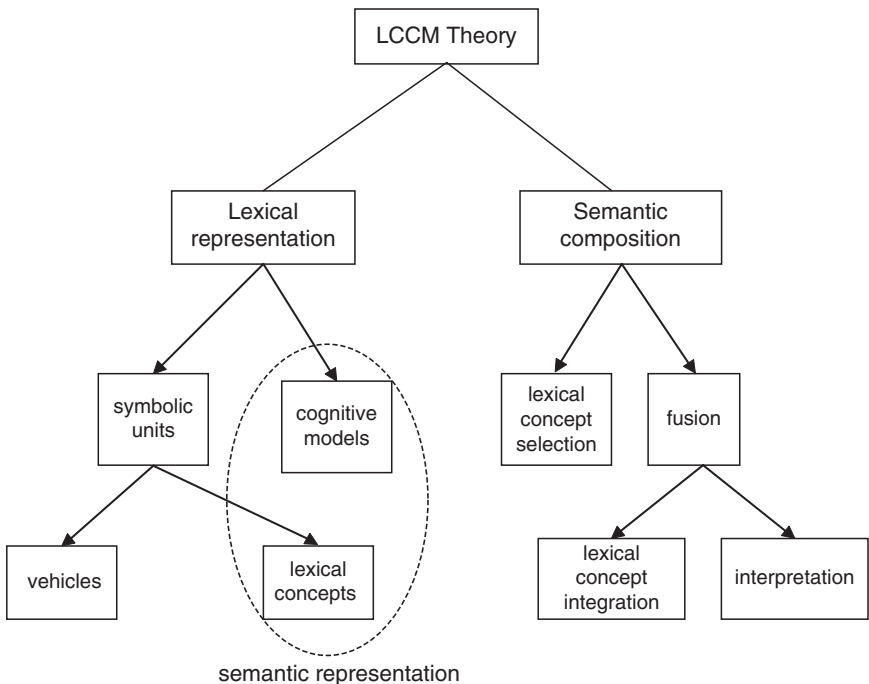 LCCM Theory
Lexical
representation
Semantic
composition
symbolic
units
cognitive
models
lexical
concept
selection
fusion
vehicles
lexical
concepts
lexical
concept
integration
interpretation
semantic representation